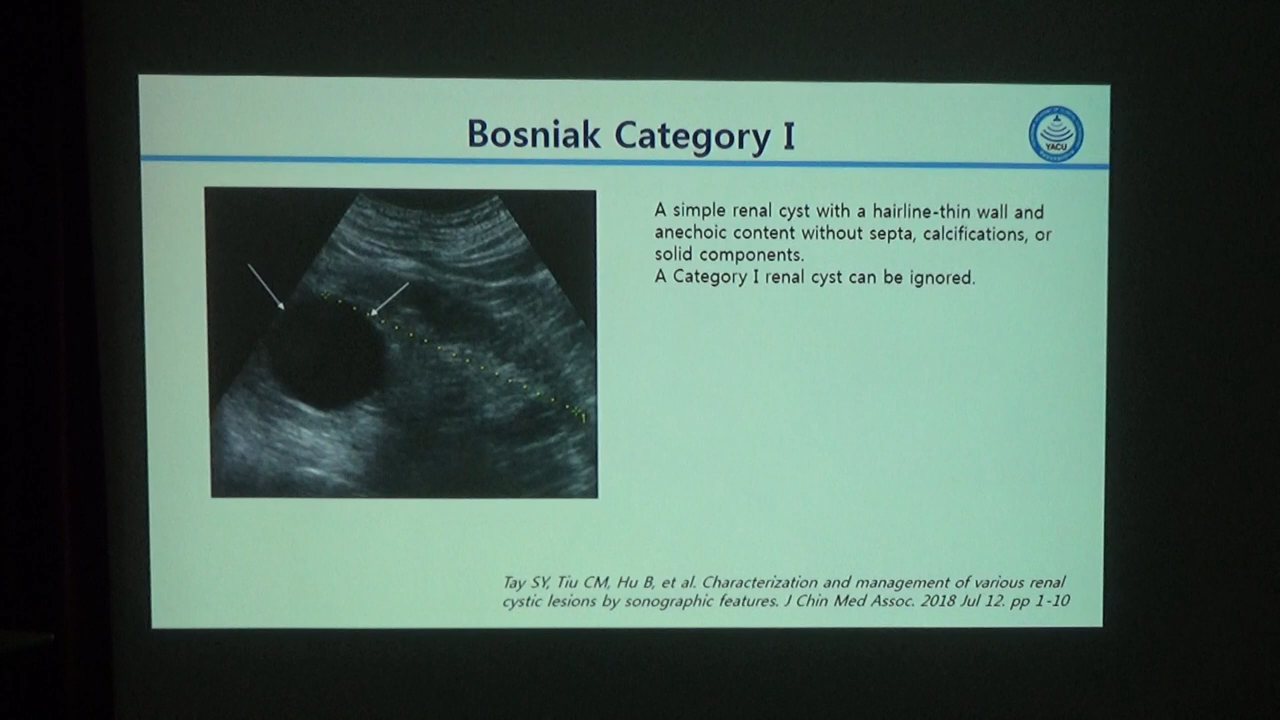 Bosniak Category I
YACU
A simple renal cyst with a hairline-thin wall and
anechoic content without septa, calcifications, or
solid components.
A Category I renal cyst can be ignored.
Tay SY, Tiu CM, Hu B, et al. Characterization and management of various renal
cystic lesions by sonographic features. J Chin Med Assoc. 2018 Jul 12. pp 1-10